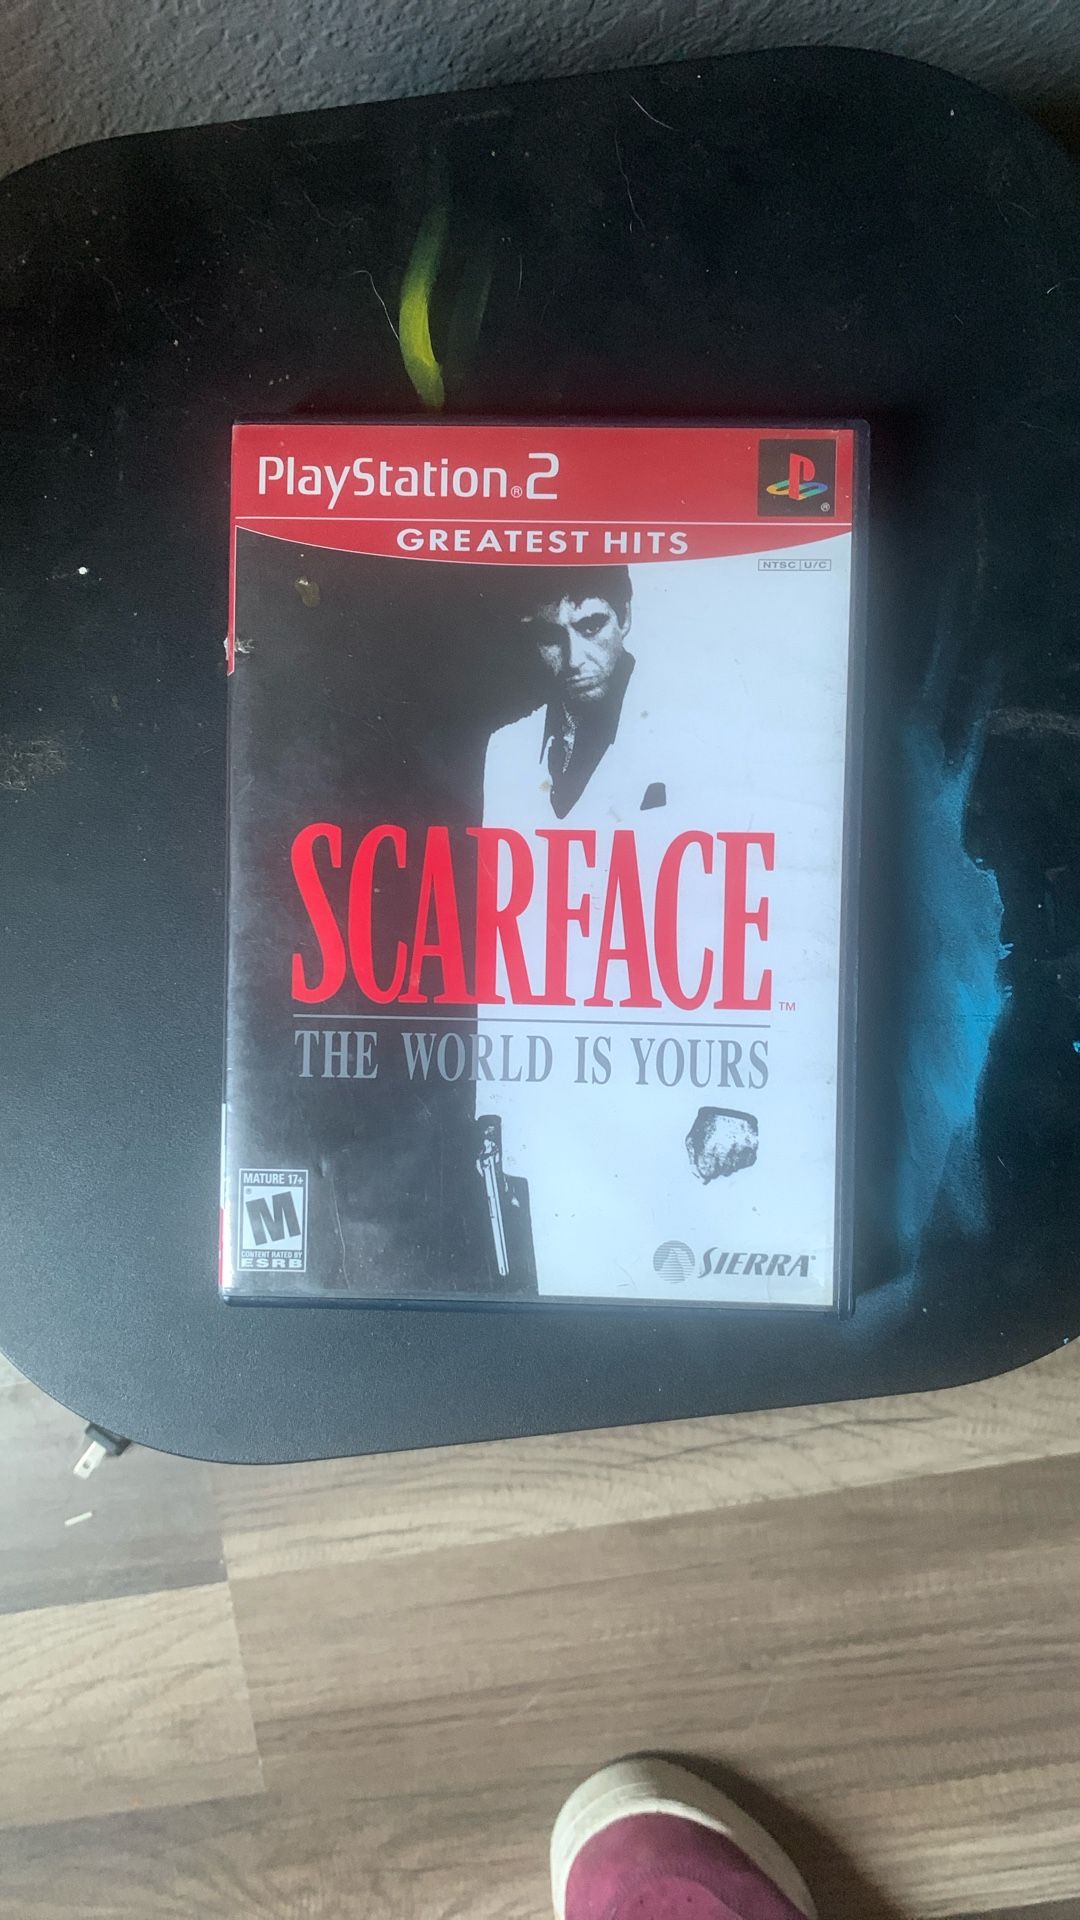 PlayStation®2
GREATEST HITS
NTSC U/C
SCARFACE™
THE WORLD IS YOURS
MATURE 17+
M
CONTENT RATED BY
ESRB
SIERRA®